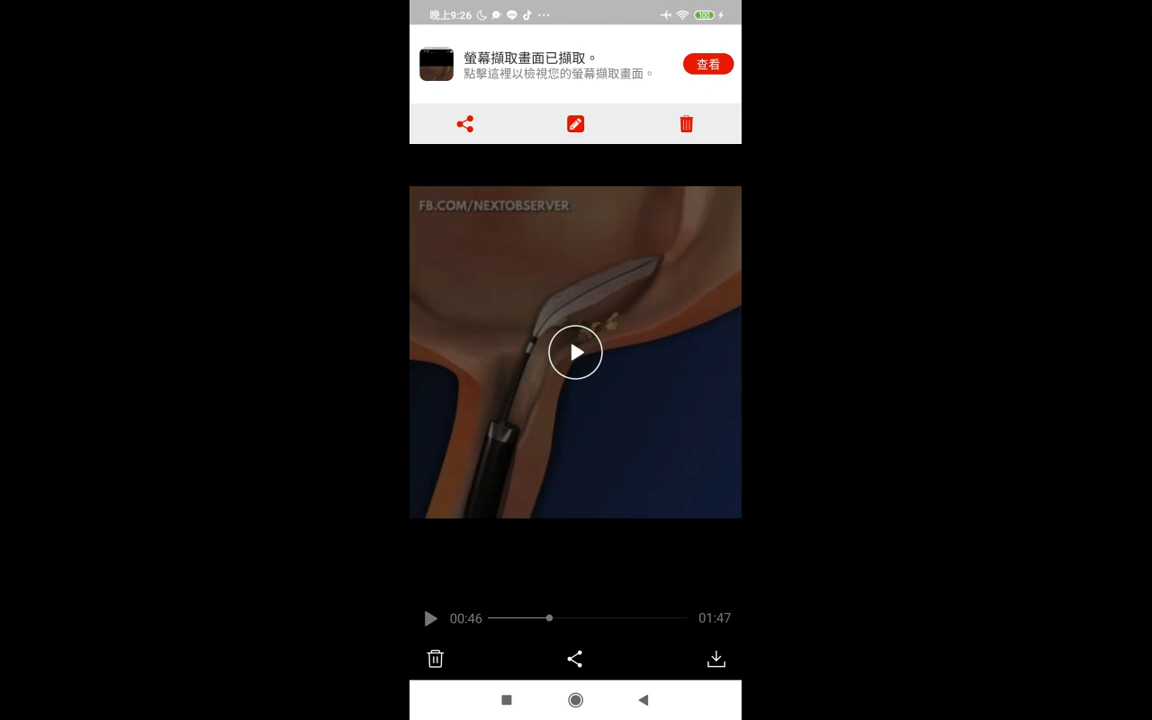 晚上9:26
100
螢幕擷取畫面已擷取。
點擊這裡以檢視您的螢幕擷取畫面。
查看
FB.COM/NEXTOBSERVER
00:46
01:47